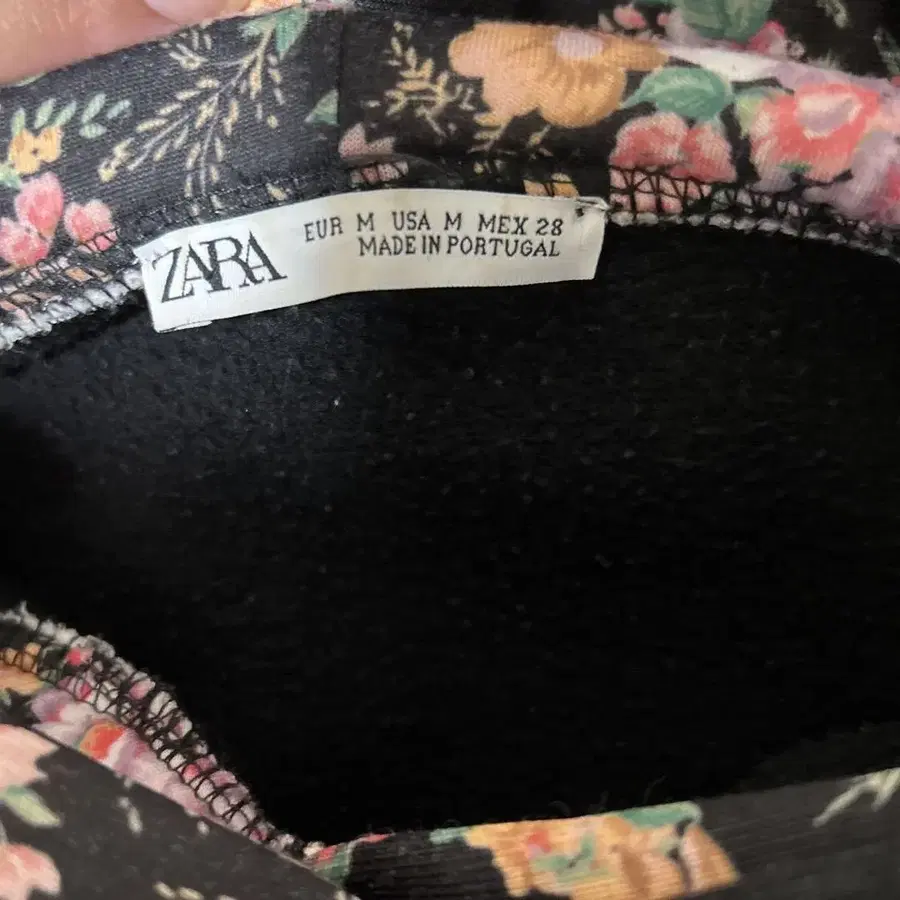 ZARA
EUR M USA M MEX 28
MADE IN PORTUGAL